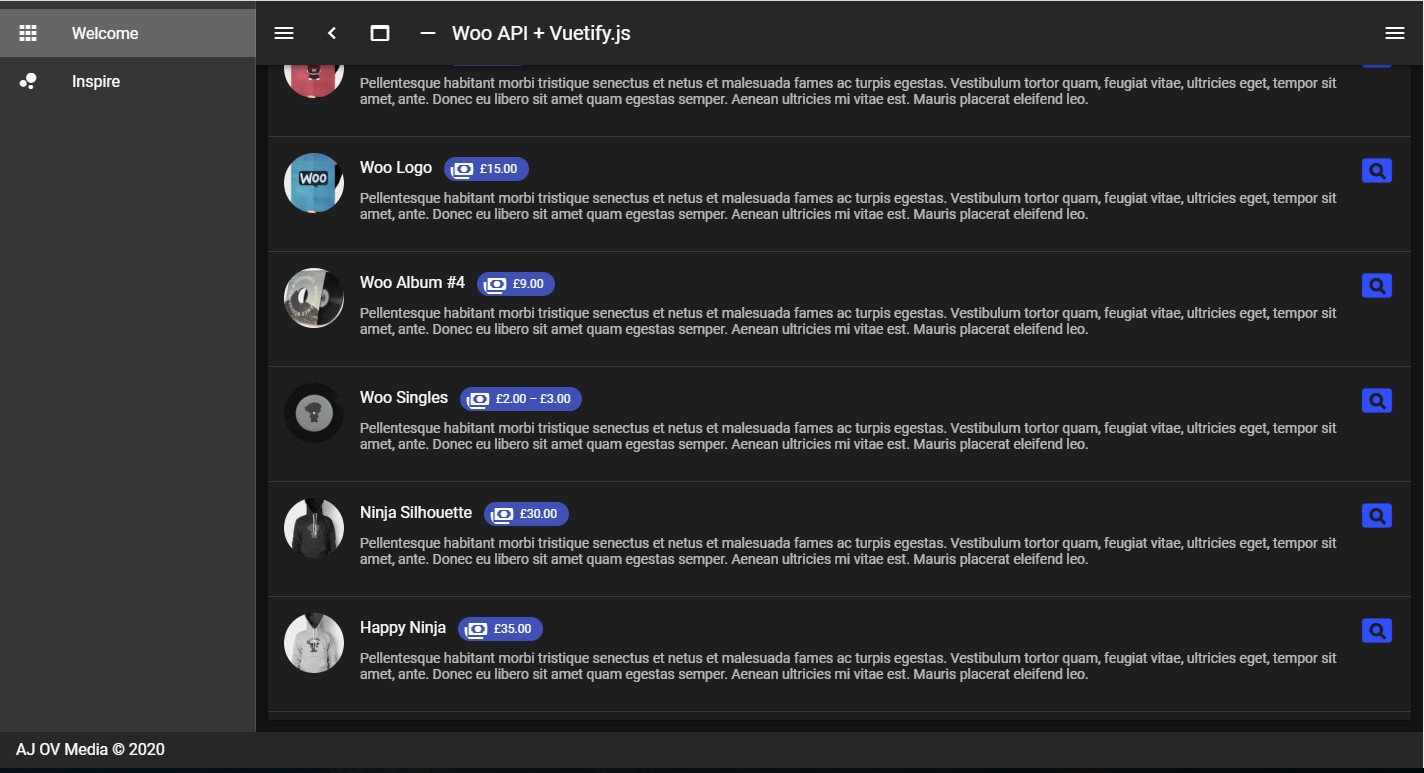 Welcome
Inspire
Woo API + Vuetify.js
Pellentesque habitant morbi tristique senectus et netus et malesuada fames ac turpis egestas. Vestibulum tortor quam, feugiat vitae, ultricies eget, tempor sit
amet, ante. Donec eu libero sit amet quam egestas semper. Aenean ultricies mi vitae est. Mauris placerat eleifend leo.
Woo Logo £15.00
WOO
Pellentesque habitant morbi tristique senectus et netus et malesuada fames ac turpis egestas. Vestibulum tortor quam, feugiat vitae, ultricies eget, tempor sit
amet, ante. Donec eu libero sit amet quam egestas semper. Aenean ultricies mi vitae est. Mauris placerat eleifend leo.
Woo Album #4 £9.00
Pellentesque habitant morbi tristique senectus et netus et malesuada fames ac turpis egestas. Vestibulum tortor quam, feugiat vitae, ultricies eget, tempor sit
amet, ante. Donec eu libero sit amet quam egestas semper. Aenean ultricies mi vitae est. Mauris placerat eleifend leo.
Woo Singles £2.00 – £3.00
Pellentesque habitant morbi tristique senectus et netus et malesuada fames ac turpis egestas. Vestibulum tortor quam, feugiat vitae, ultricies eget, tempor sit
amet, ante. Donec eu libero sit amet quam egestas semper. Aenean ultricies mi vitae est. Mauris placerat eleifend leo.
Ninja Silhouette £30.00
Pellentesque habitant morbi tristique senectus et netus et malesuada fames ac turpis egestas. Vestibulum tortor quam, feugiat vitae, ultricies eget, tempor sit
amet, ante. Donec eu libero sit amet quam egestas semper. Aenean ultricies mi vitae est. Mauris placerat eleifend leo.
Happy Ninja £35.00
Pellentesque habitant morbi tristique senectus et netus et malesuada fames ac turpis egestas. Vestibulum tortor quam, feugiat vitae, ultricies eget, tempor sit
amet, ante. Donec eu libero sit amet quam egestas semper. Aenean ultricies mi vitae est. Mauris placerat eleifend leo.
AJ OV Media © 2020